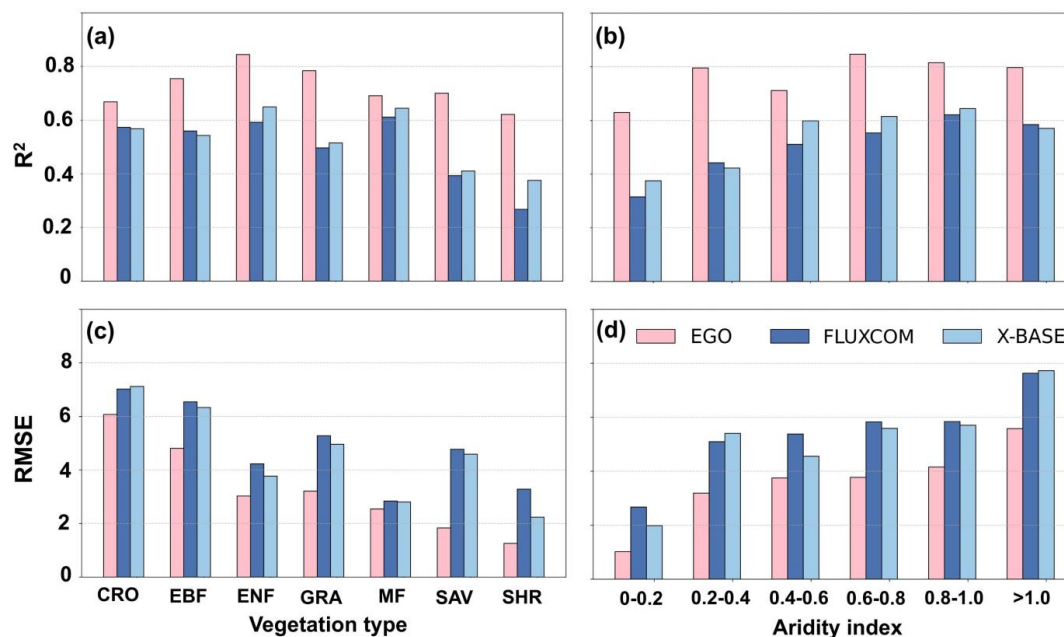 (a)
(b)
R²
0.8
0.6
0.4
0.2
0
(c)
(d)
EGO FLUXCOM X-BASE
RMSE
8
6
4
2
0
CRO EBF ENF GRA MF SAV SHR
Vegetation type
0-0.2 0.2-0.4 0.4-0.6 0.6-0.8 0.8-1.0 >1.0
Aridity index